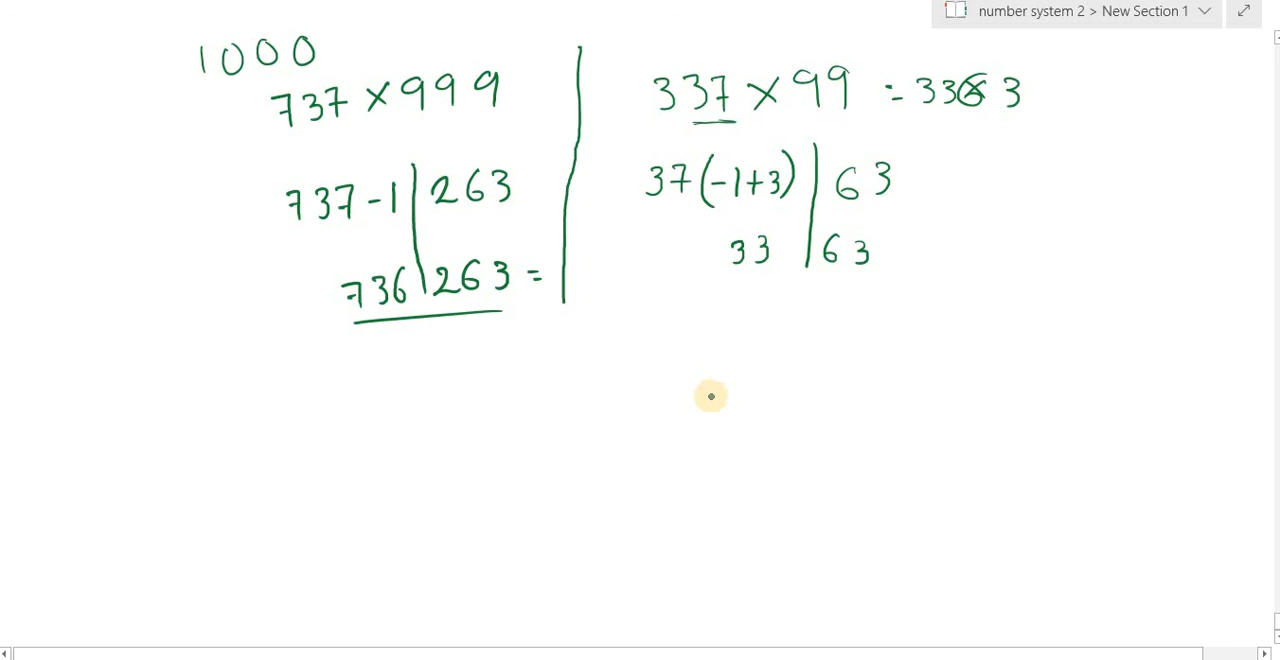 number system 2 > New Section 1
1000
737 × 999
737 - 1 | 263
736 | 263 =
337 × 99 = 3363
37(-1+3) | 63
33 | 63